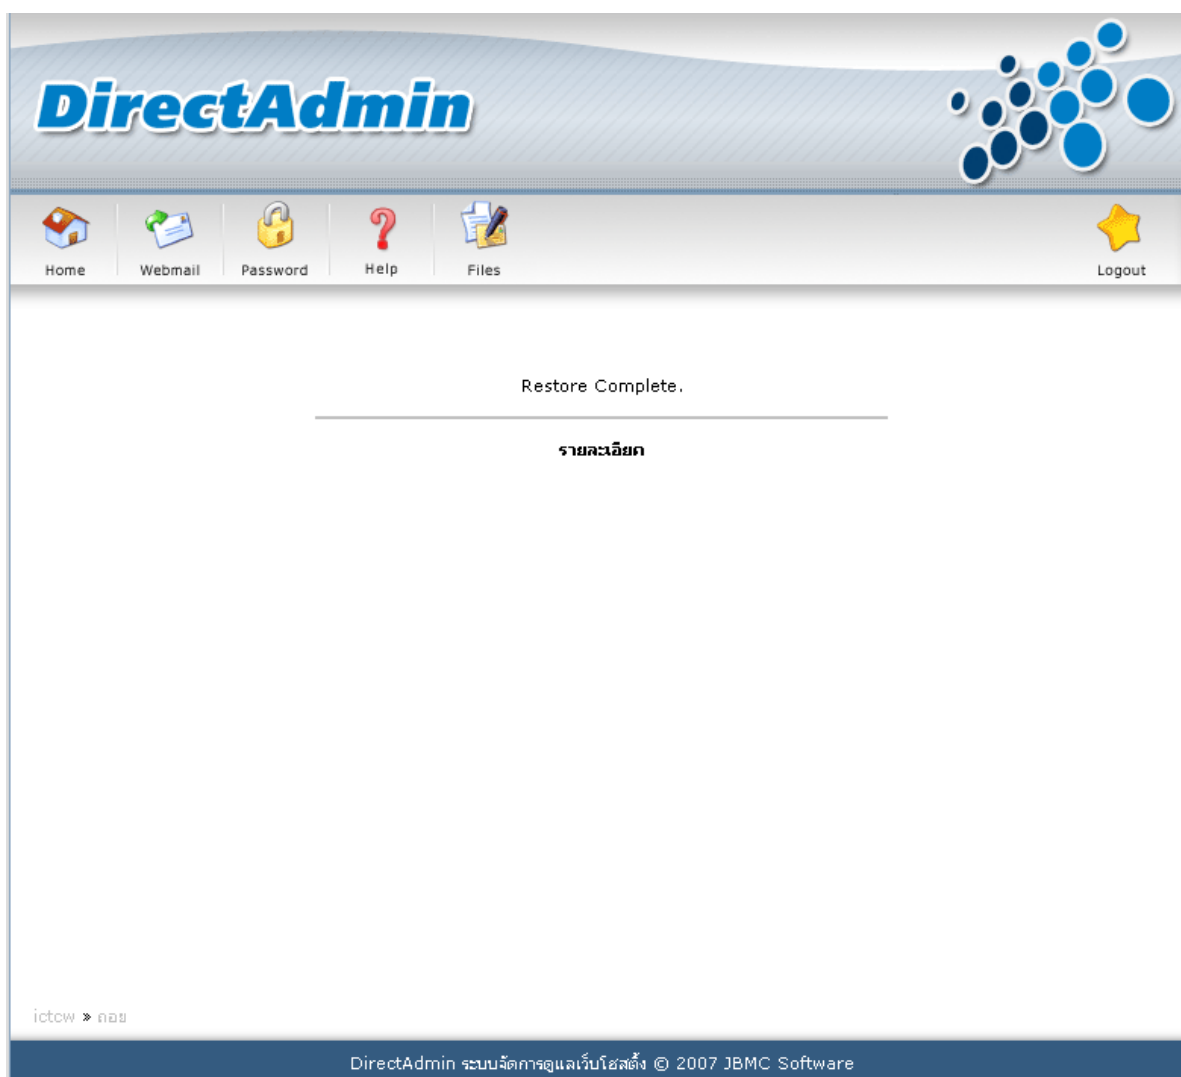 DirectAdmin
Home Webmail Password Help Files Logout
Restore Complete.
รายละเอียด
ictcw » ถอย
DirectAdmin ระบบจัดการดูแลเว็บโฮสติ้ง © 2007 JBMC Software